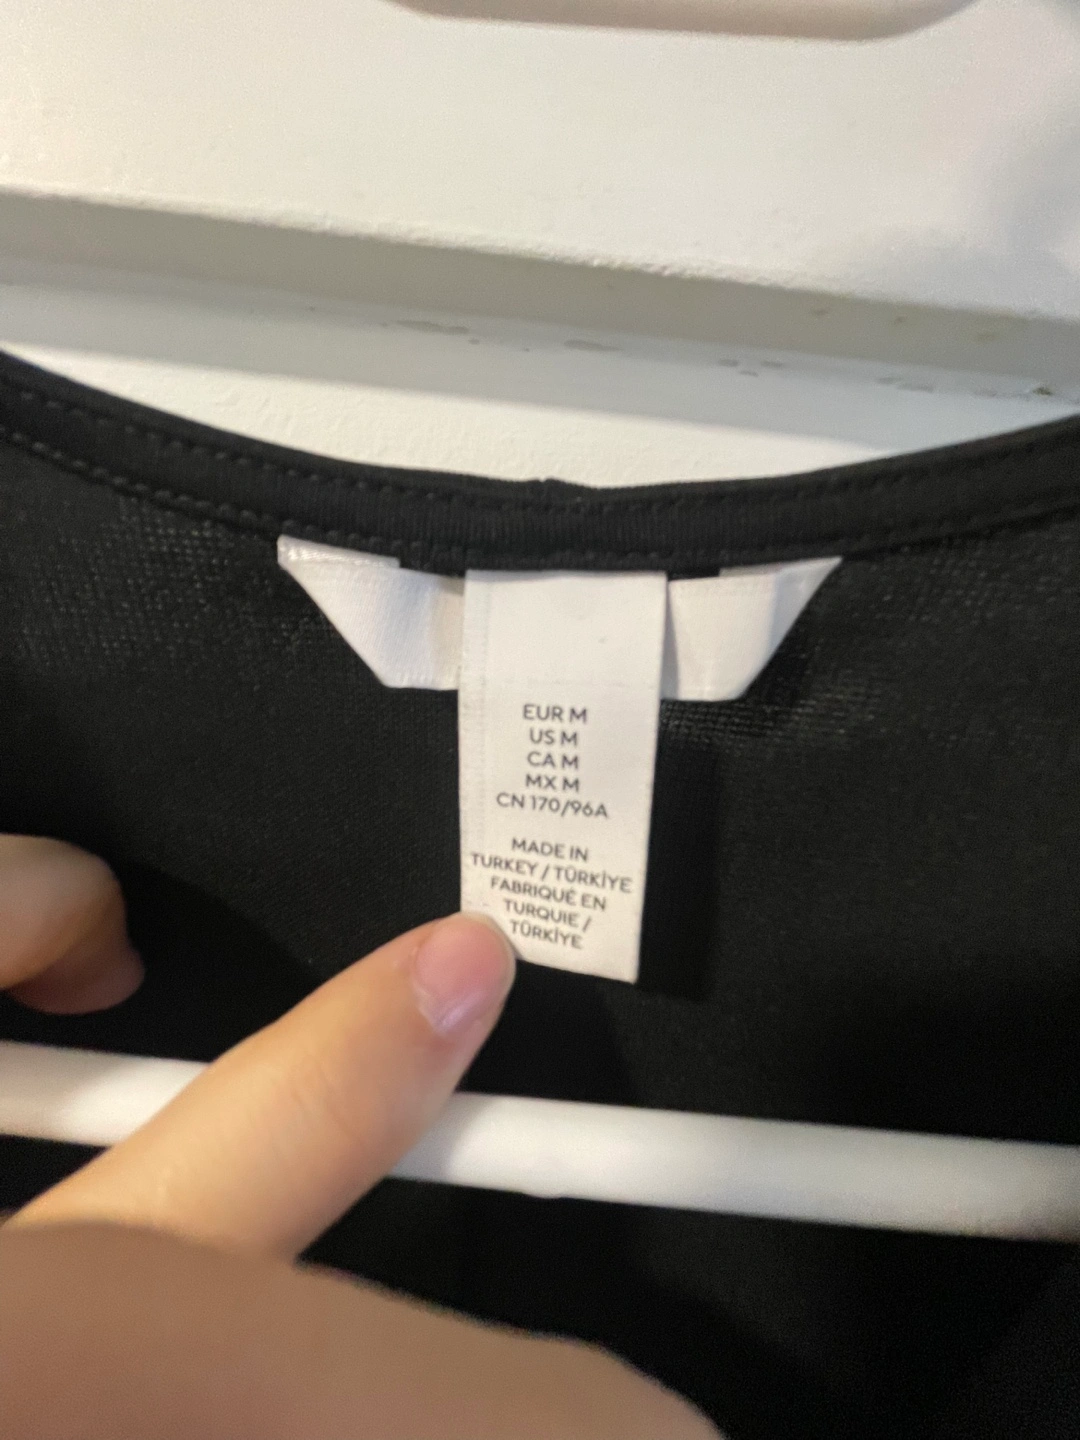 EUR M
US M
CA M
MX M
CN 170/96A
MADE IN
TURKEY / TÜRKİYE
FABRIQUÉ EN
TURQUIE /
TÜRKİYE